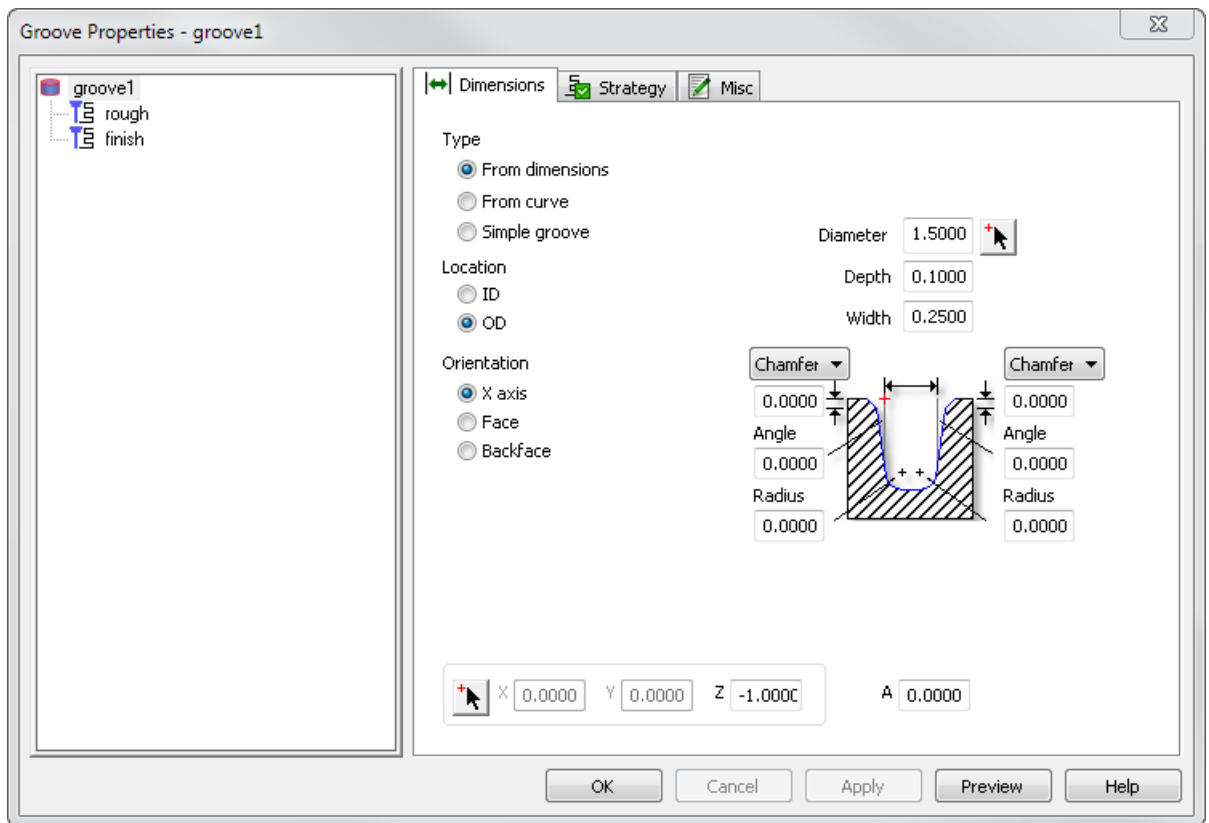 Groove Properties - groove1
groove1
rough
finish
Dimensions Strategy Misc
Type
From dimensions
From curve
Simple groove
Location
ID
OD
Orientation
X axis
Face
Backface
Diameter 1.5000
Depth 0.1000
Width 0.2500
Chamfer Chamfer
0.0000 0.0000
Angle Angle
0.0000 0.0000
Radius Radius
0.0000 0.0000
X 0.0000 Y 0.0000 Z -1.000C A 0.0000
OK Cancel Apply Preview Help